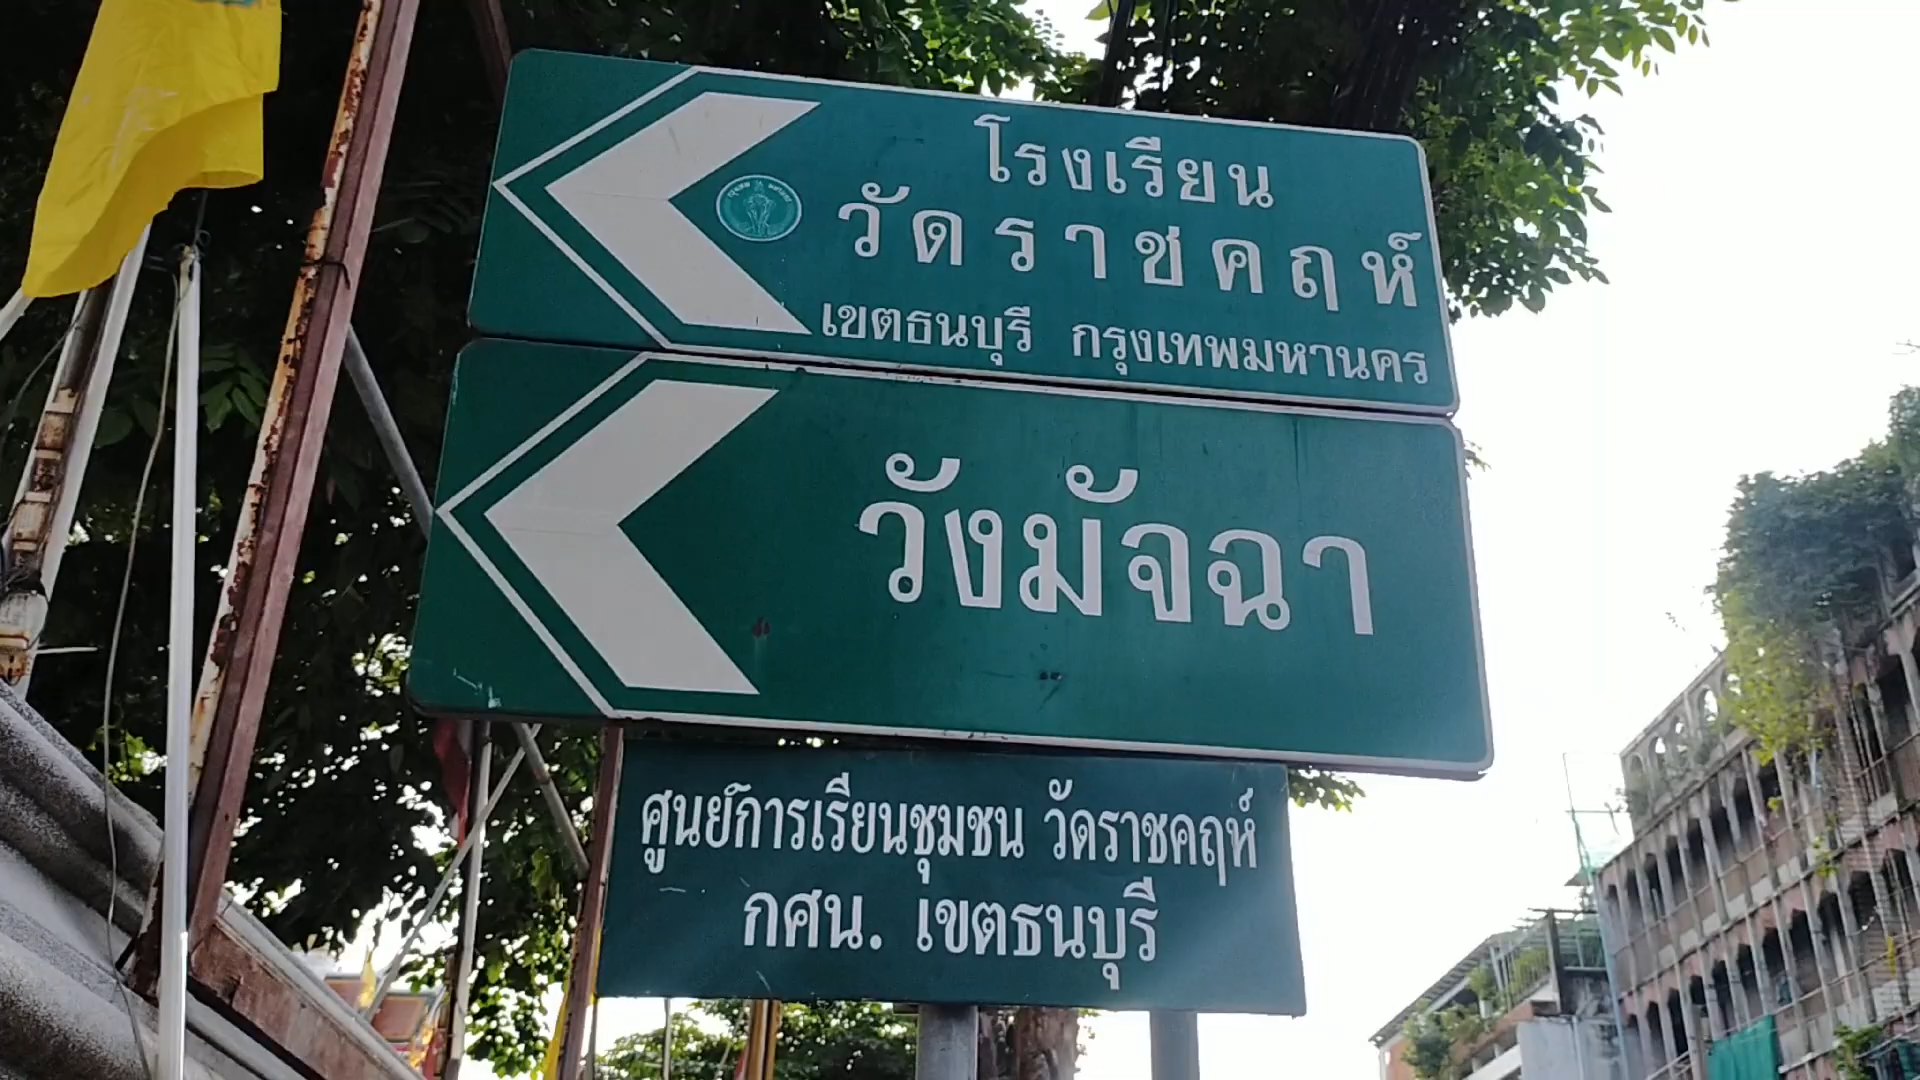 โรงเรียน
วัดราชคฤห์
เขตธนบุรี กรุงเทพมหานคร
วังมัจฉา
ศูนย์การเรียนชุมชน วัดราชคฤห์
กศน. เขตธนบุรี